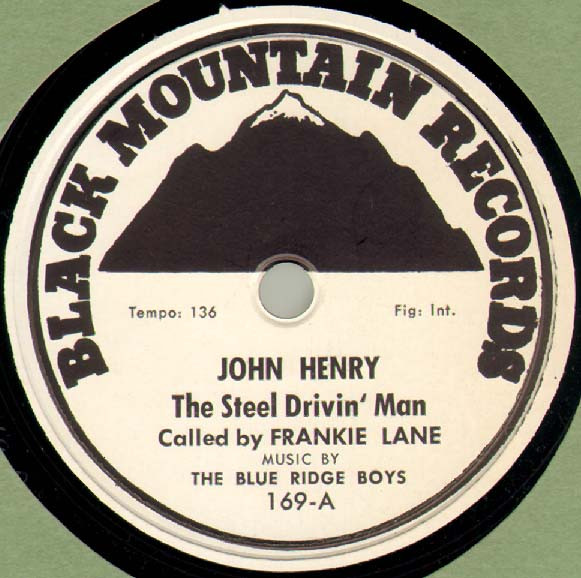 BLACK MOUNTAIN RECORDS
Tempo: 136
Fig: Int.
JOHN HENRY
The Steel Drivin' Man
Called by FRANKIE LANE
MUSIC BY
THE BLUE RIDGE BOYS
169-A